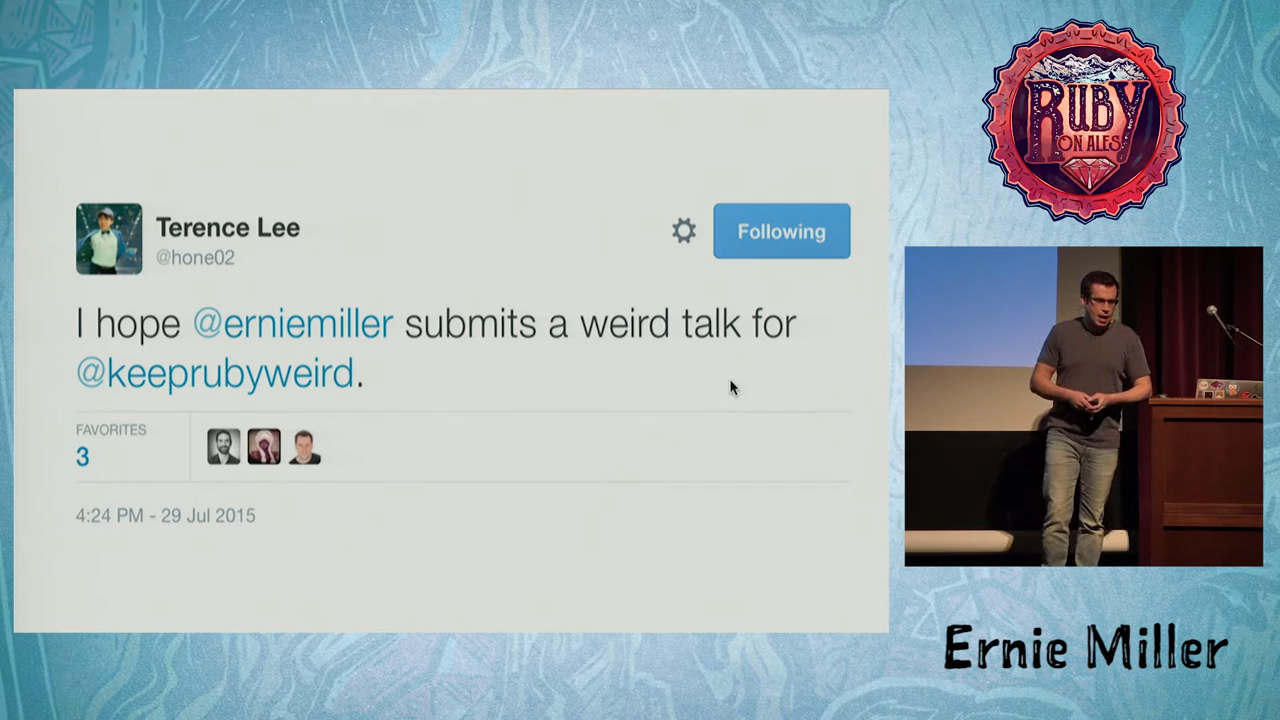 Terence Lee
@hone02
Following
I hope @erniemiller submits a weird talk for
@keeprubyweird.
FAVORITES
3
4:24 PM - 29 Jul 2015
RUBY
ON ALES
Ernie Miller